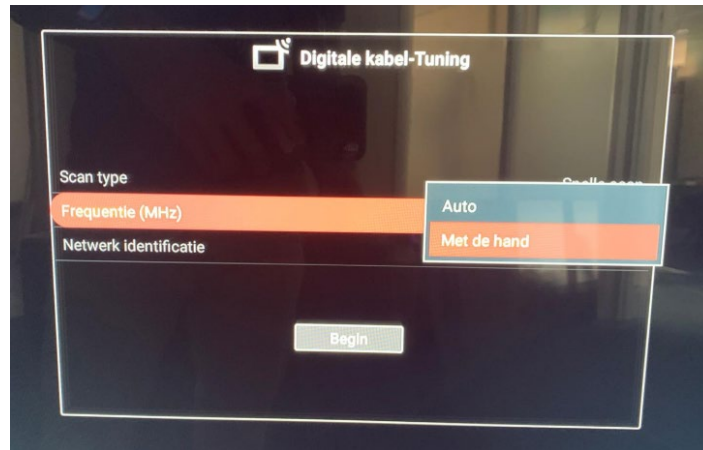 Digitale kabel-Tuning
Scan type
Frequentie (MHz)
Auto
Met de hand
Netwerk identificatie
Begin